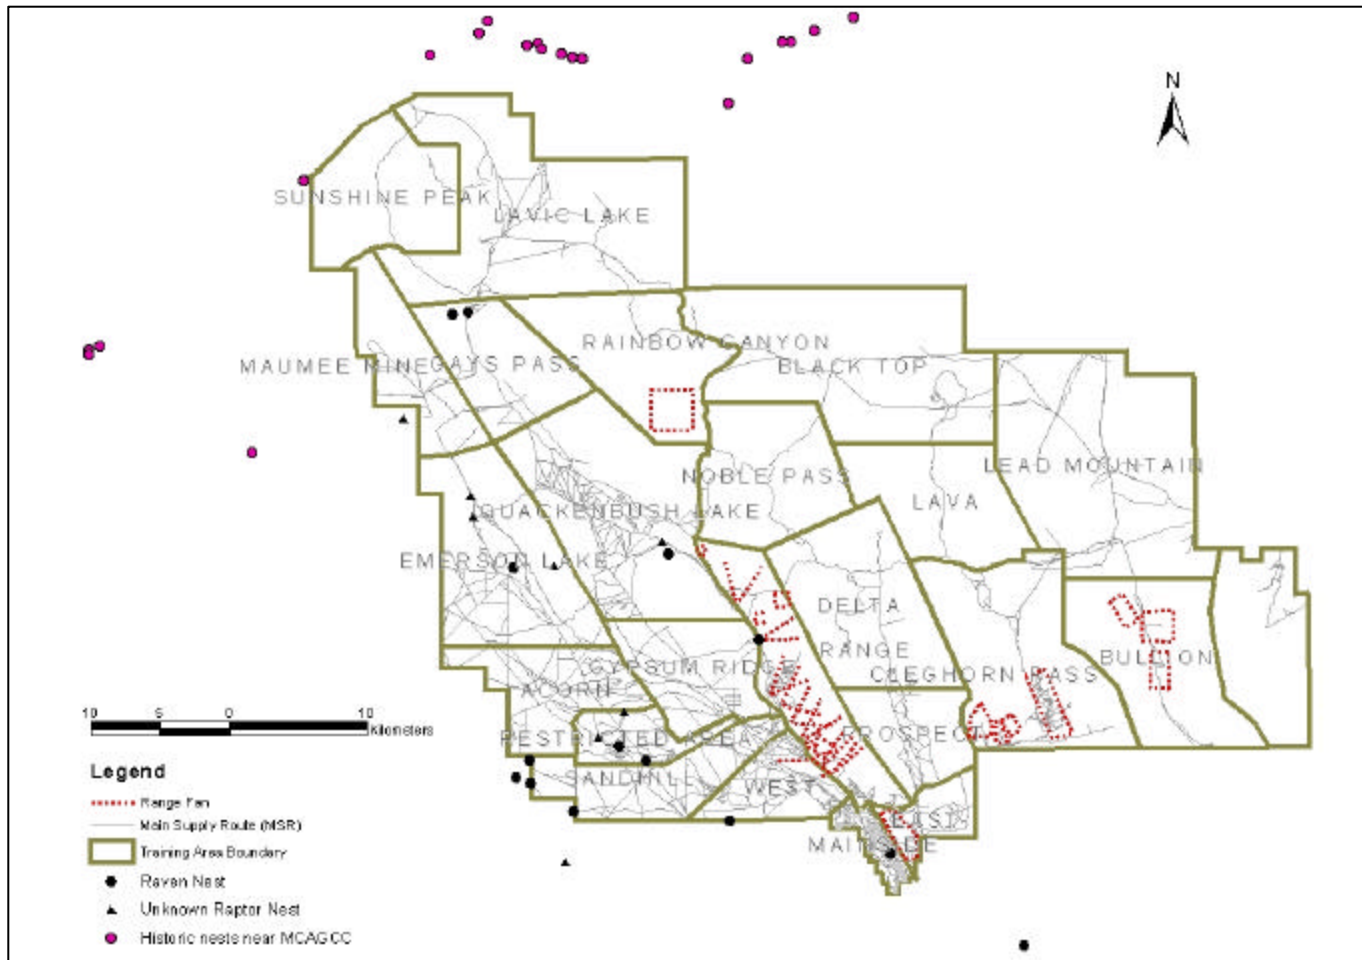 N
SUNSHINE PEAK
LAVIC LAKE
RAINBOW CANYON
MAUMEE MINE
GAYS PASS
BLACK TOP
LEAD MOUNTAIN
NOBLE PASS
LAVA
QUACKENBUSH LAKE
EMERSON LAKE
DELTA
RANGE
BULLION
GYPSUM RIDGE
CLEGHORN PASS
ACORN
RESTRICTED AREA
PROSPECT
SANDHILL
WEST
EAST
MAINSIDE
10 5 0 10
Kilometers
Legend
Range Fan
Main Supply Route (MSR)
Training Area Boundary
Raven Nest
Unknown Raptor Nest
Historic nests near MCAGCC